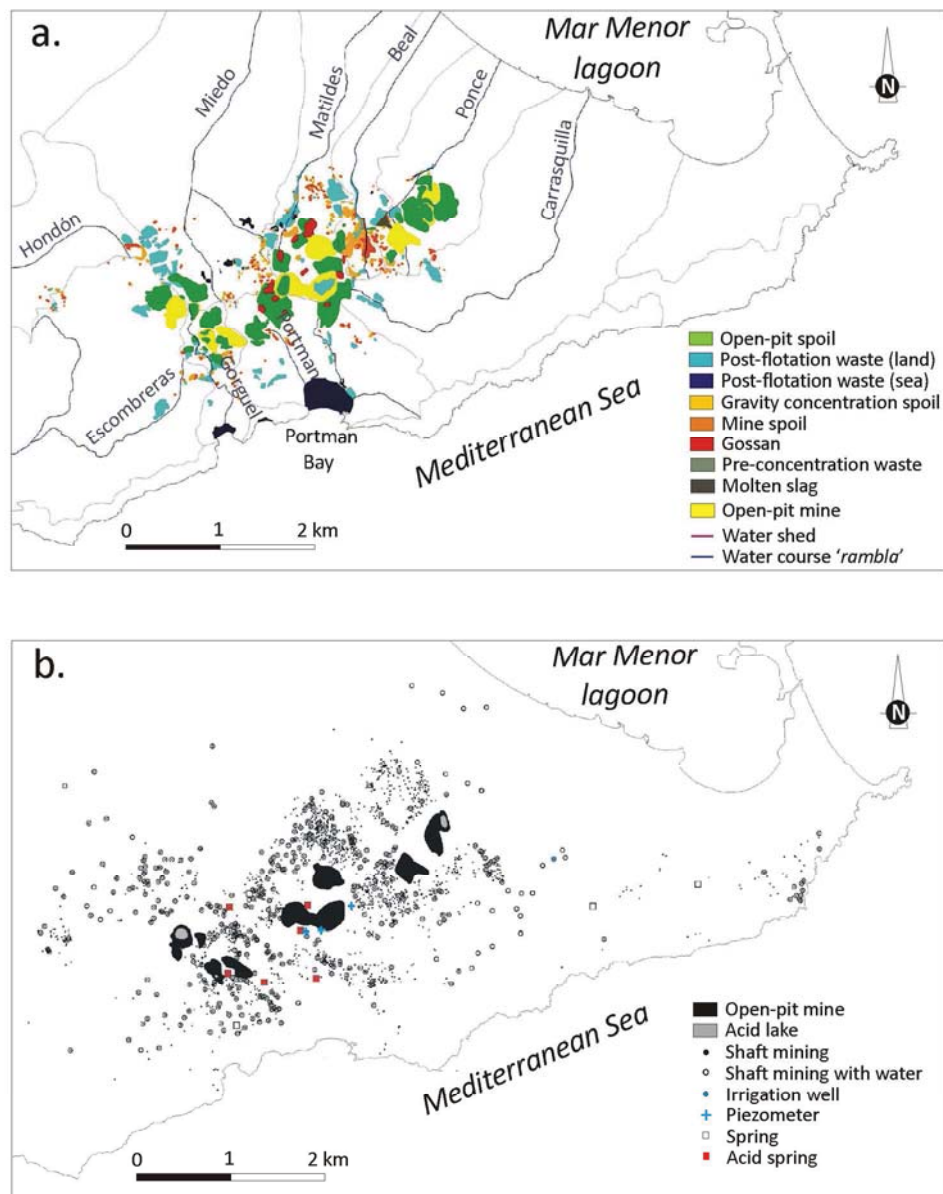 a.
Mar Menor
lagoon
N
Miedo
Matildes
Beal
Ponce
Carrasquilla
Hondón
Portman
Gorguel
Escombreras
Portman
Bay
Mediterranean Sea
Open-pit spoil
Post-flotation waste (land)
Post-flotation waste (sea)
Gravity concentration spoil
Mine spoil
Gossan
Pre-concentration waste
Molten slag
Open-pit mine
Water shed
Water course ‘rambla’
0 1 2 km
b.
Mar Menor
lagoon
N
Mediterranean Sea
Open-pit mine
Acid lake
Shaft mining
Shaft mining with water
Irrigation well
Piezometer
Spring
Acid spring
0 1 2 km